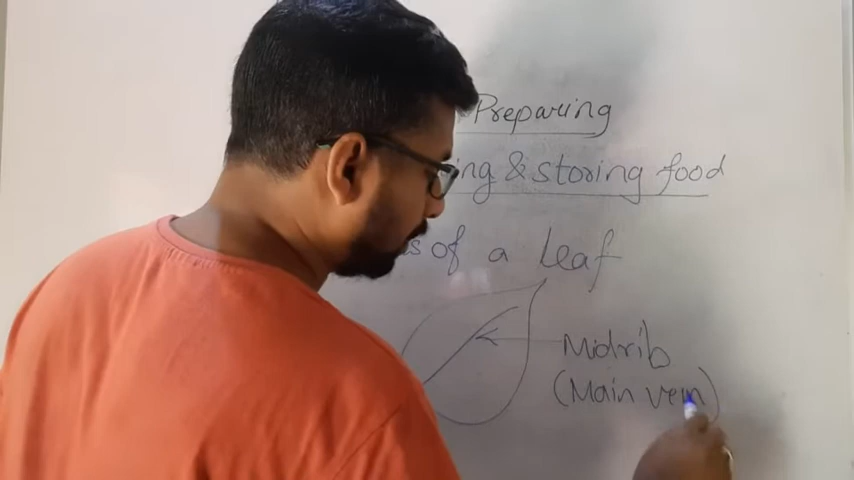 Preparing
ing & storing food
s of a leaf
Midrib
(Main vein)